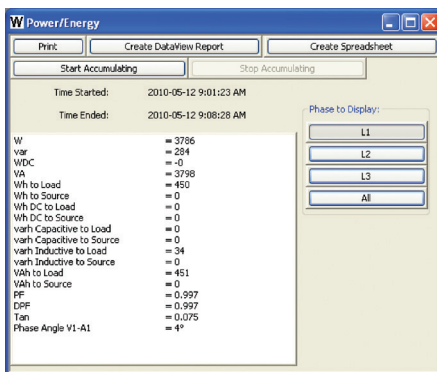 W Power/Energy
Print Create DataView Report Create Spreadsheet
Start Accumulating Stop Accumulating
Time Started: 2010-05-12 9:01:23 AM
Time Ended: 2010-05-12 9:08:28 AM
Phase to Display:
L1
L2
L3
All
W = 3786
var = 284
WDC = -0
VA = 3798
Wh to Load = 450
Wh to Source = 0
Wh DC to Load = 0
Wh DC to Source = 0
varh Capacitive to Load = 0
varh Capacitive to Source = 0
varh Inductive to Load = 34
varh Inductive to Source = 0
VAh to Load = 451
VAh to Source = 0
PF = 0.997
DPF = 0.997
Tan = 0.075
Phase Angle V1-A1 = 4°